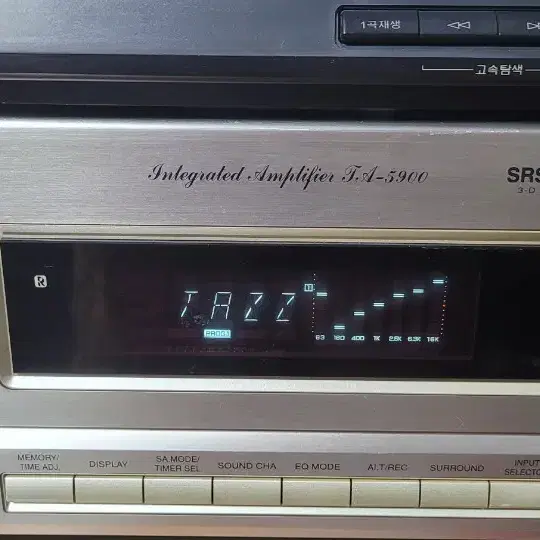 1곡재생
고속탐색
Integrated Amplifier TA-5900
SRS
3-D
R
JAZZ
PROG1
63 160 400 1K 2.5K 6.3K 16K
MEMORY/
TIME ADJ.
DISPLAY
SA.MODE/
TIMER SEL
SOUND CHA
EQ MODE
AI.T/REC
SURROUND
INPUT
SELECTO